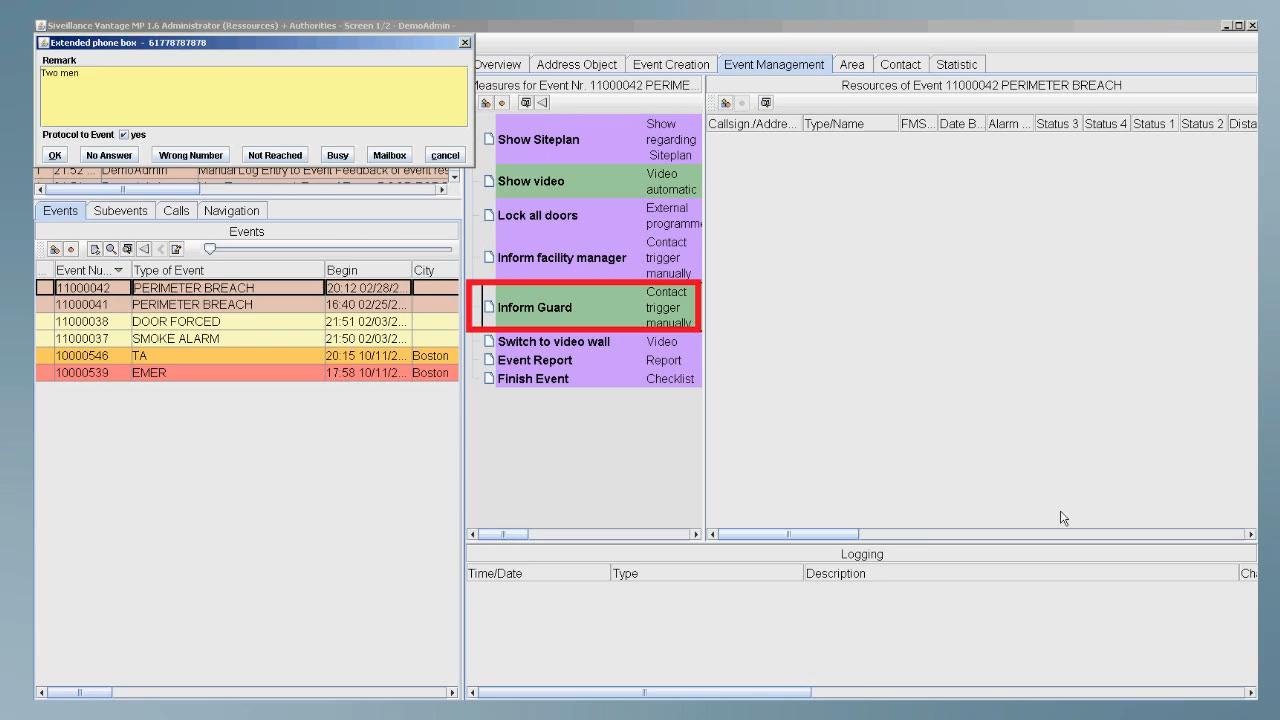 Siveillance Vantage MP 1.6 Administrator (Ressources) + Authorities - Screen 1/2 - DemoAdmin -
Extended phone box - 61778787878
Remark
Two men
Protocol to Event yes
OK No Answer Wrong Number Not Reached Busy Mailbox cancel
21:52 ... DemoAdmin Manual Log Entry to Event Feedback of event res
Events Subevents Calls Navigation
Events
Event Nu... Type of Event Begin City
11000042 PERIMETER BREACH 20:12 02/28/2...
11000041 PERIMETER BREACH 16:40 02/25/2...
11000038 DOOR FORCED 21:51 02/03/2...
11000037 SMOKE ALARM 21:50 02/03/2...
10000546 TA 20:15 10/11/2... Boston
10000539 EMER 17:58 10/11/2... Boston
Overview Address Object Event Creation Event Management Area Contact Statistic
Measures for Event Nr. 11000042 PERIME...
Show Siteplan Show regarding Siteplan
Show video Video automatic
Lock all doors External programm
Inform facility manager Contact trigger manually
Inform Guard Contact trigger manually
Switch to video wall Video
Event Report Report
Finish Event Checklist
Resources of Event 11000042 PERIMETER BREACH
Callsign./Addre... Type/Name FMS... Date B... Alarm ... Status 3 Status 4 Status 1 Status 2 Dista
Logging
Time/Date Type Description Ch